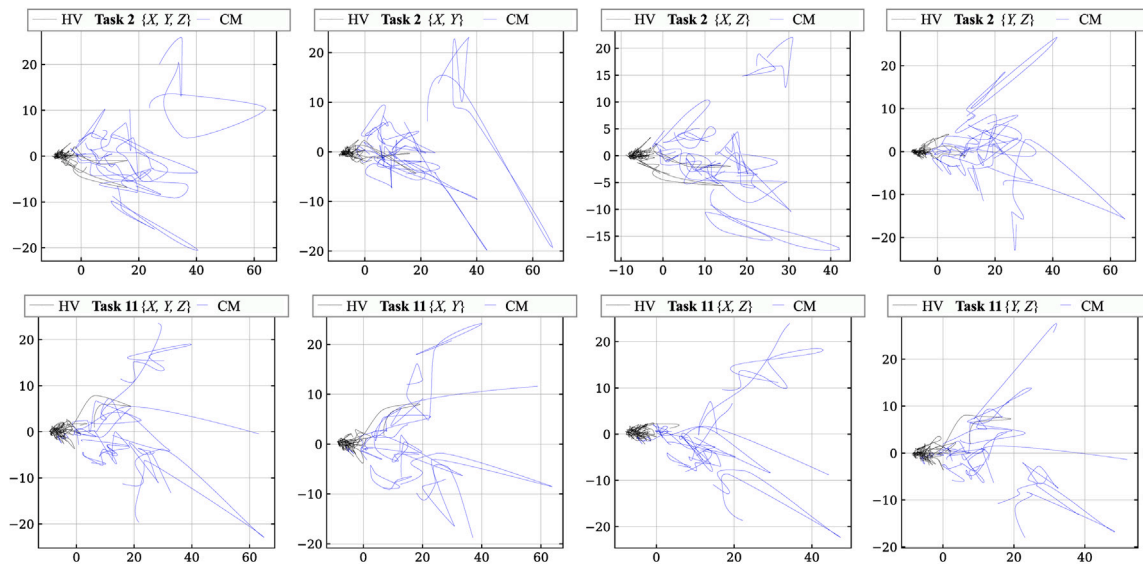 HV Task 2 {X, Y, Z} CM
20
10
0
−10
−20
0 20 40 60
HV Task 2 {X, Y} CM
20
10
0
−10
−20
0 20 40 60
HV Task 2 {X, Z} CM
20
15
10
5
0
−5
−10
−15
−10 0 10 20 30 40
HV Task 2 {Y, Z} CM
20
10
0
−10
−20
0 20 40 60
HV Task 11 {X, Y, Z} CM
20
10
0
−10
−20
0 20 40 60
HV Task 11 {X, Y} CM
20
10
0
−10
−20
0 20 40 60
HV Task 11 {X, Z} CM
20
10
0
−10
−20
0 20 40
HV Task 11 {Y, Z} CM
20
10
0
−10
−20
0 20 40